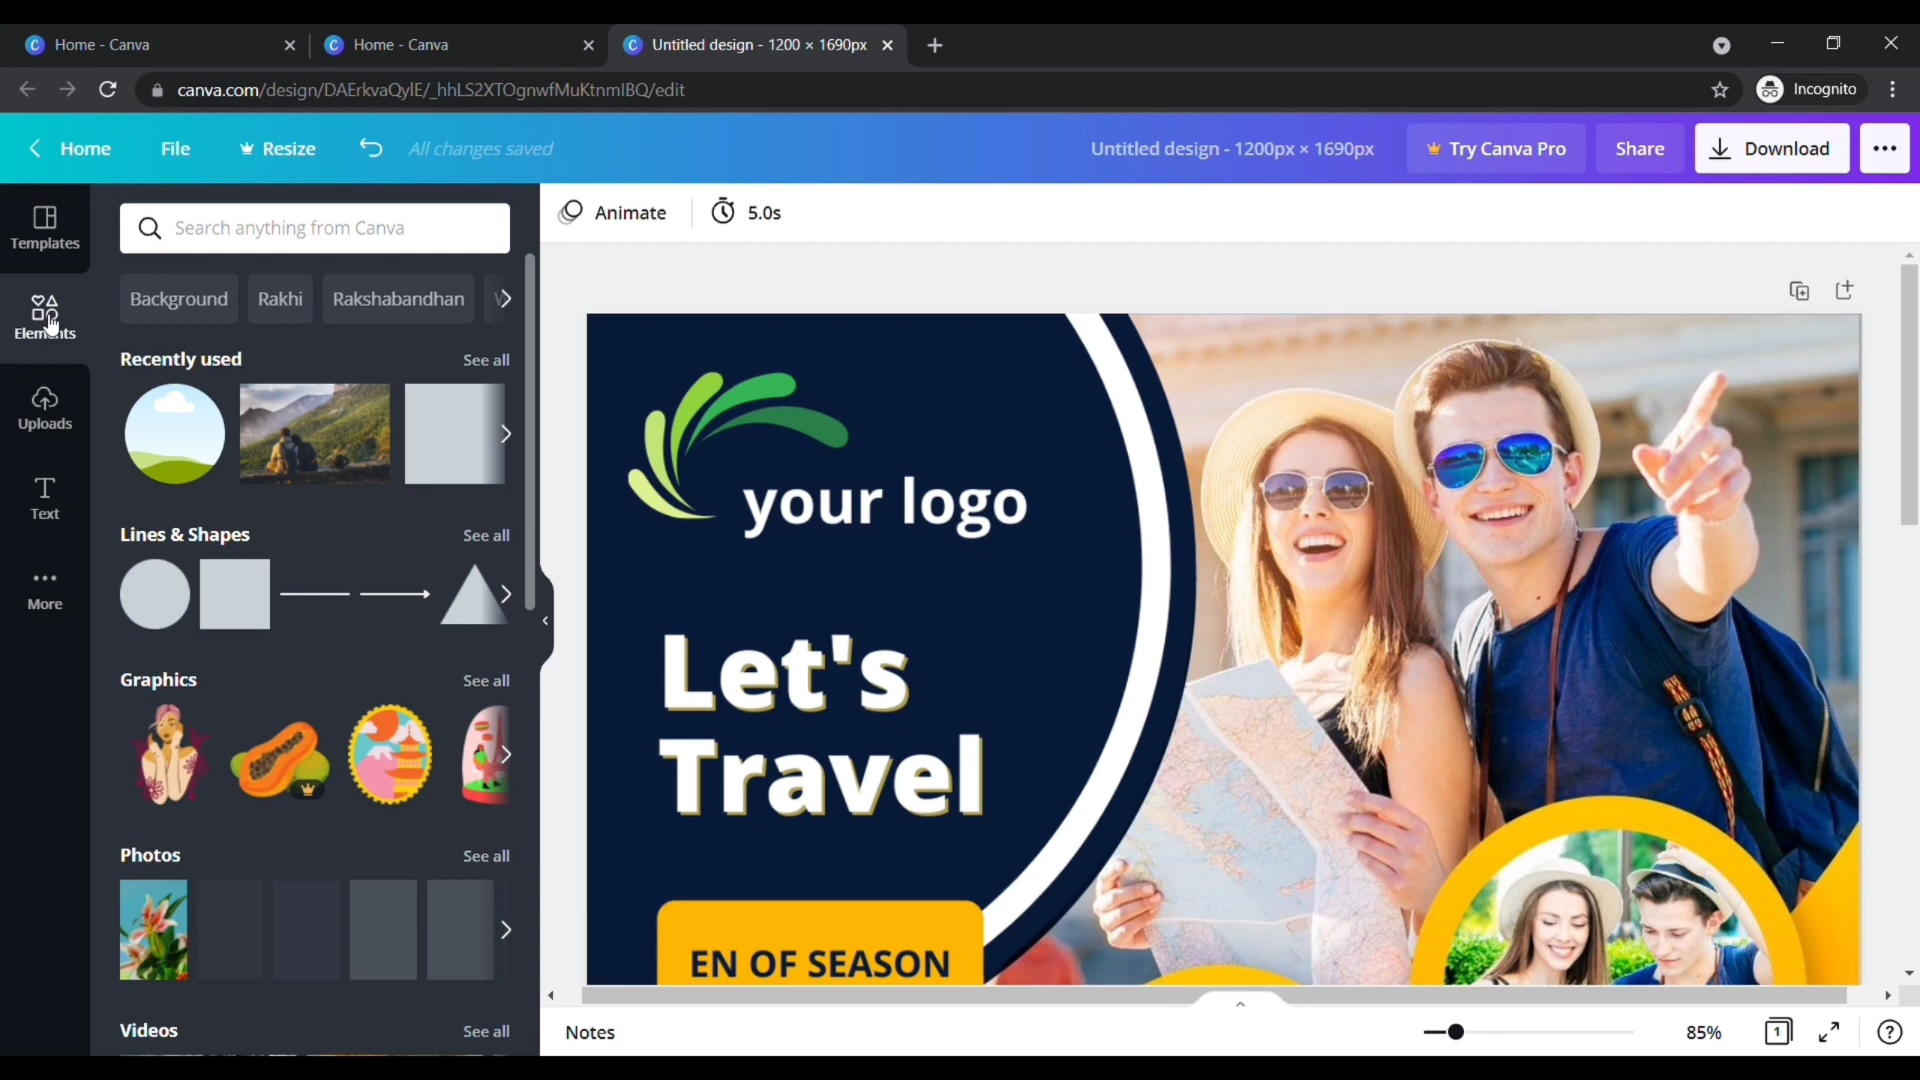 Home - Canva
Home - Canva
Untitled design - 1200 × 1690px
canva.com/design/DAErkvaQylE/_hhLS2XTOgnwfMuKtnmlBQ/edit
Incognito
Home
File
Resize
All changes saved
Untitled design - 1200px × 1690px
Try Canva Pro
Share
Download
Templates
Elements
Uploads
Text
More
Search anything from Canva
Background
Rakhi
Rakshabandhan
Recently used
See all
Lines & Shapes
See all
Graphics
See all
Photos
See all
Videos
See all
Animate
5.0s
your logo
Let's
Travel
EN OF SEASON
Notes
85%
1